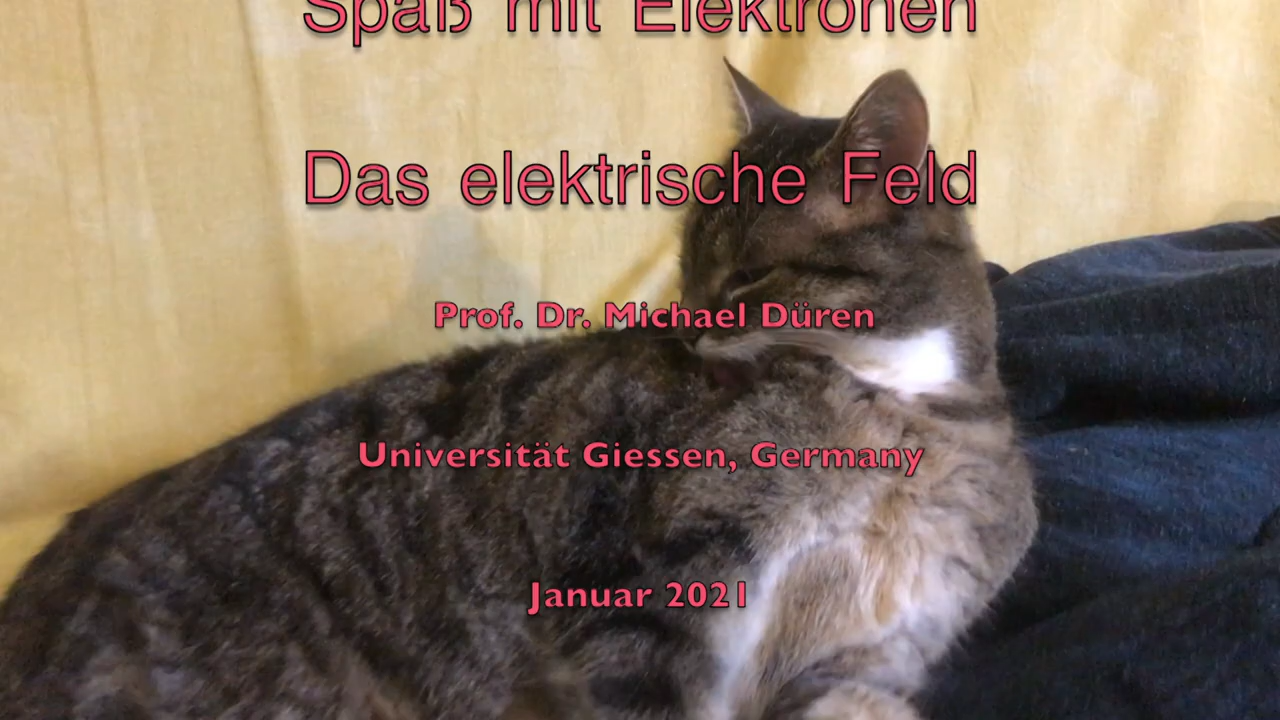 Spaß mit Elektronen
Das elektrische Feld
Prof. Dr. Michael Düren
Universität Giessen, Germany
Januar 2021